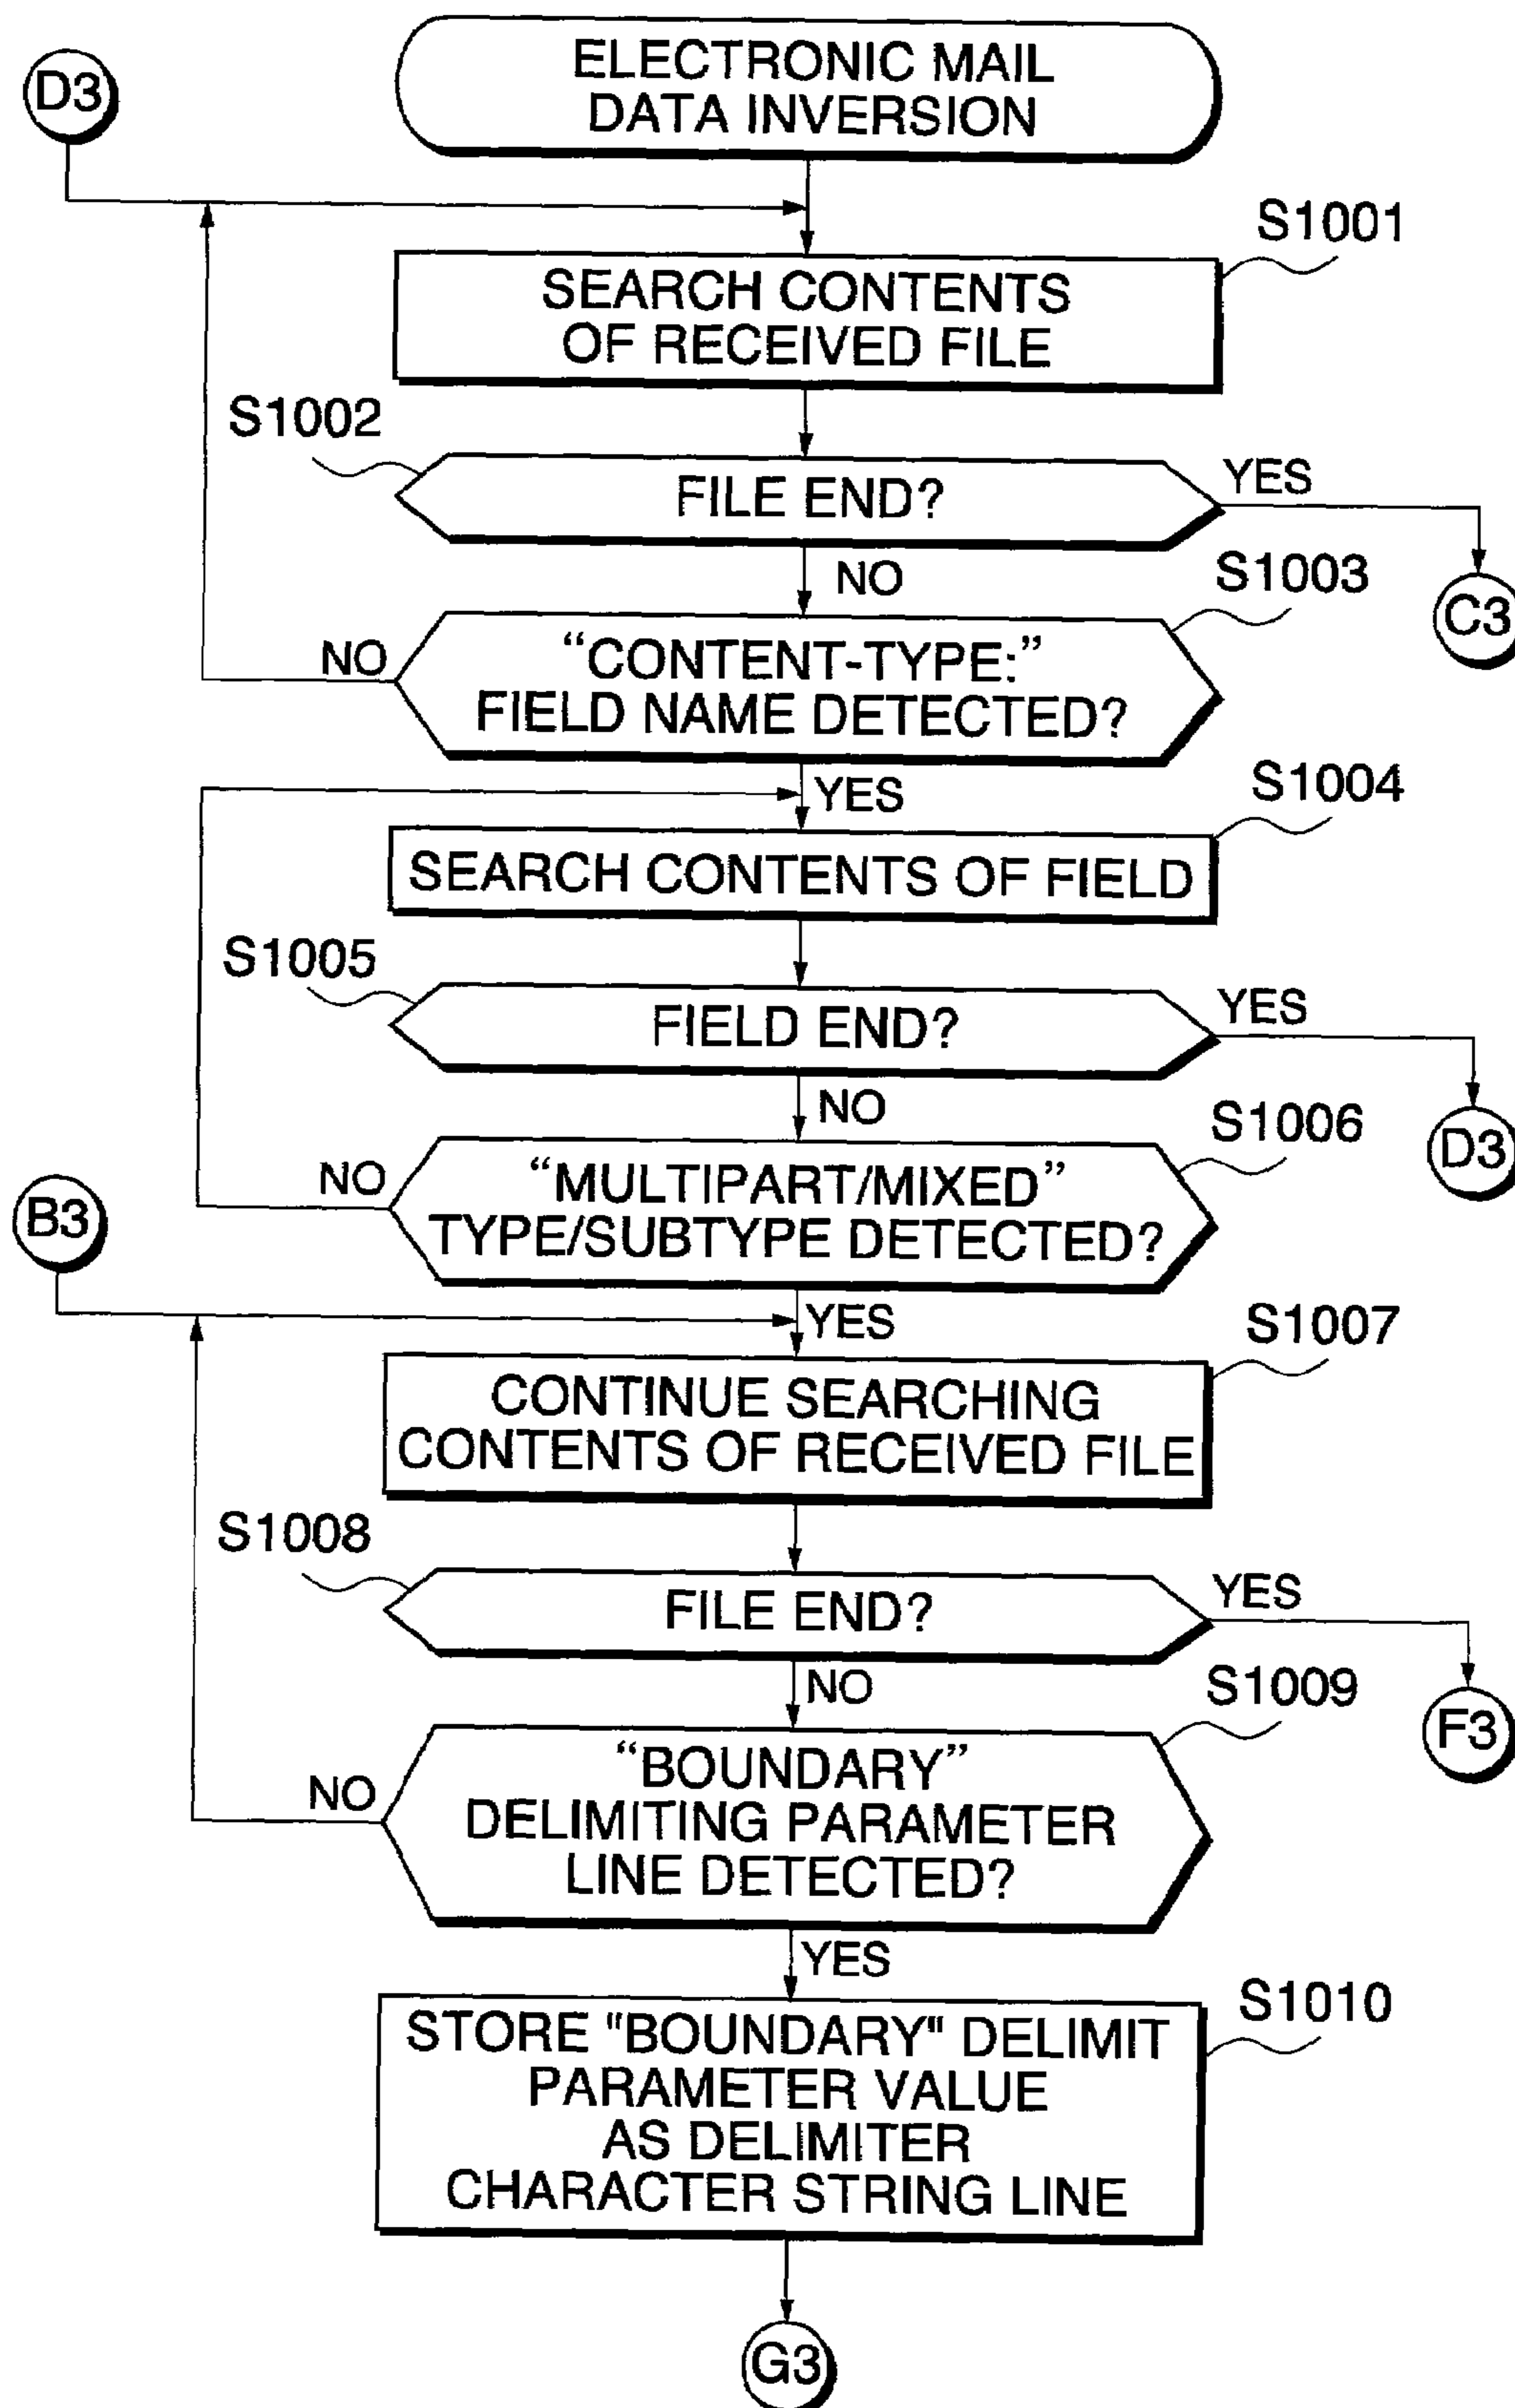 D3
ELECTRONIC MAIL
DATA INVERSION
S1001
SEARCH CONTENTS
OF RECEIVED FILE
S1002
FILE END?
YES
C3
NO
S1003
NO
“CONTENT-TYPE:”
FIELD NAME DETECTED?
YES
S1004
SEARCH CONTENTS OF FIELD
S1005
FIELD END?
YES
D3
NO
S1006
NO
“MULTIPART/MIXED”
TYPE/SUBTYPE DETECTED?
B3
YES
S1007
CONTINUE SEARCHING
CONTENTS OF RECEIVED FILE
S1008
FILE END?
YES
F3
NO
S1009
NO
“BOUNDARY”
DELIMITING PARAMETER
LINE DETECTED?
YES
S1010
STORE "BOUNDARY" DELIMIT
PARAMETER VALUE
AS DELIMITER
CHARACTER STRING LINE
G3